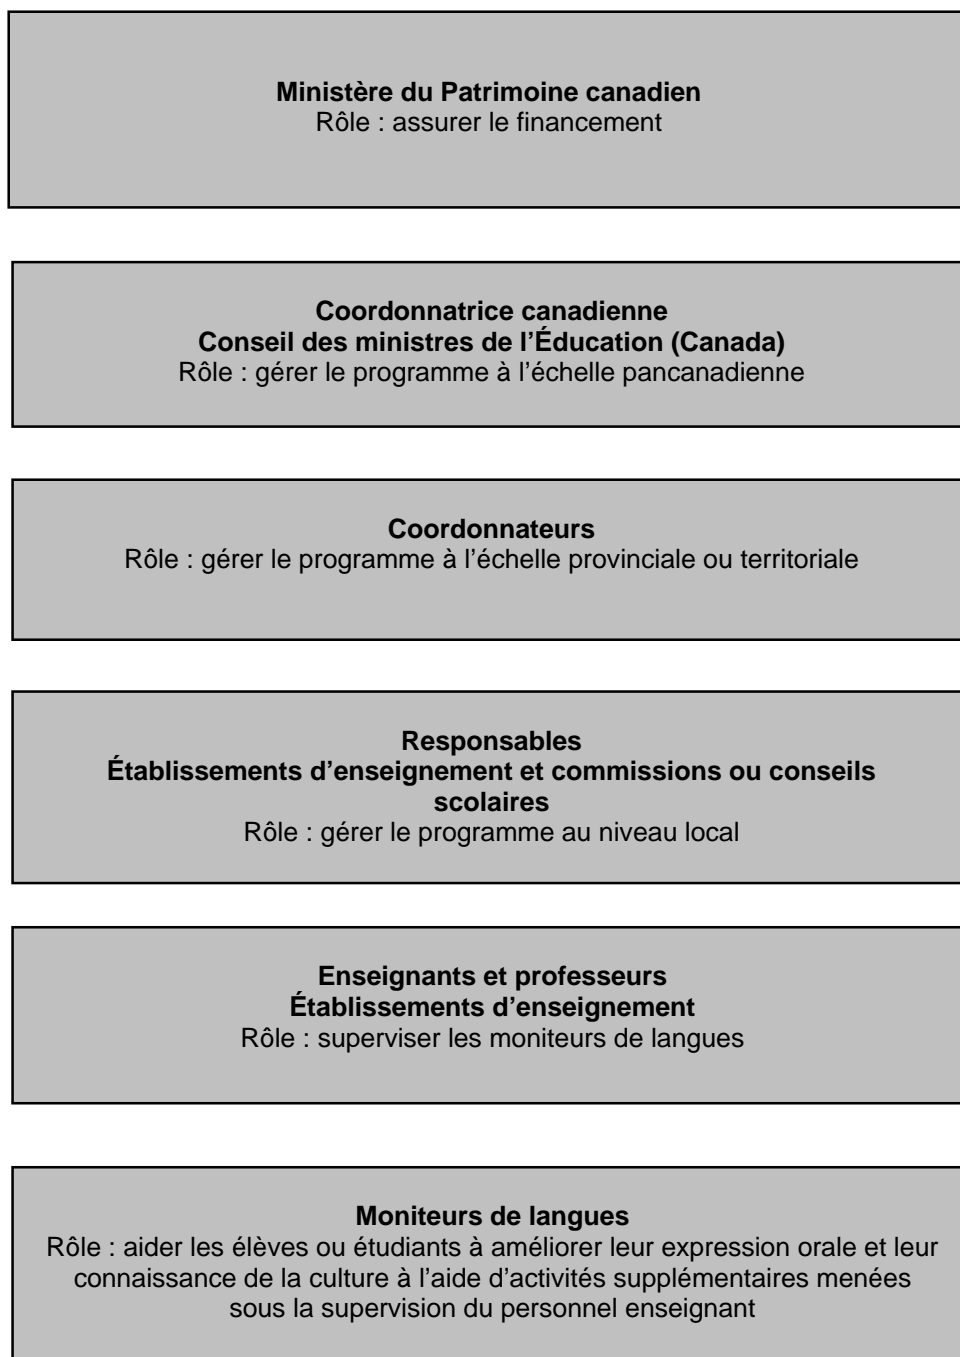 Ministère du Patrimoine canadien
Rôle : assurer le financement
Coordonnatrice canadienne
Conseil des ministres de l’Éducation (Canada)
Rôle : gérer le programme à l’échelle pancanadienne
Coordonnateurs
Rôle : gérer le programme à l’échelle provinciale ou territoriale
Responsables
Établissements d’enseignement et commissions ou conseils
scolaires
Rôle : gérer le programme au niveau local
Enseignants et professeurs
Établissements d’enseignement
Rôle : superviser les moniteurs de langues
Moniteurs de langues
Rôle : aider les élèves ou étudiants à améliorer leur expression orale et leur
connaissance de la culture à l’aide d’activités supplémentaires menées
sous la supervision du personnel enseignant